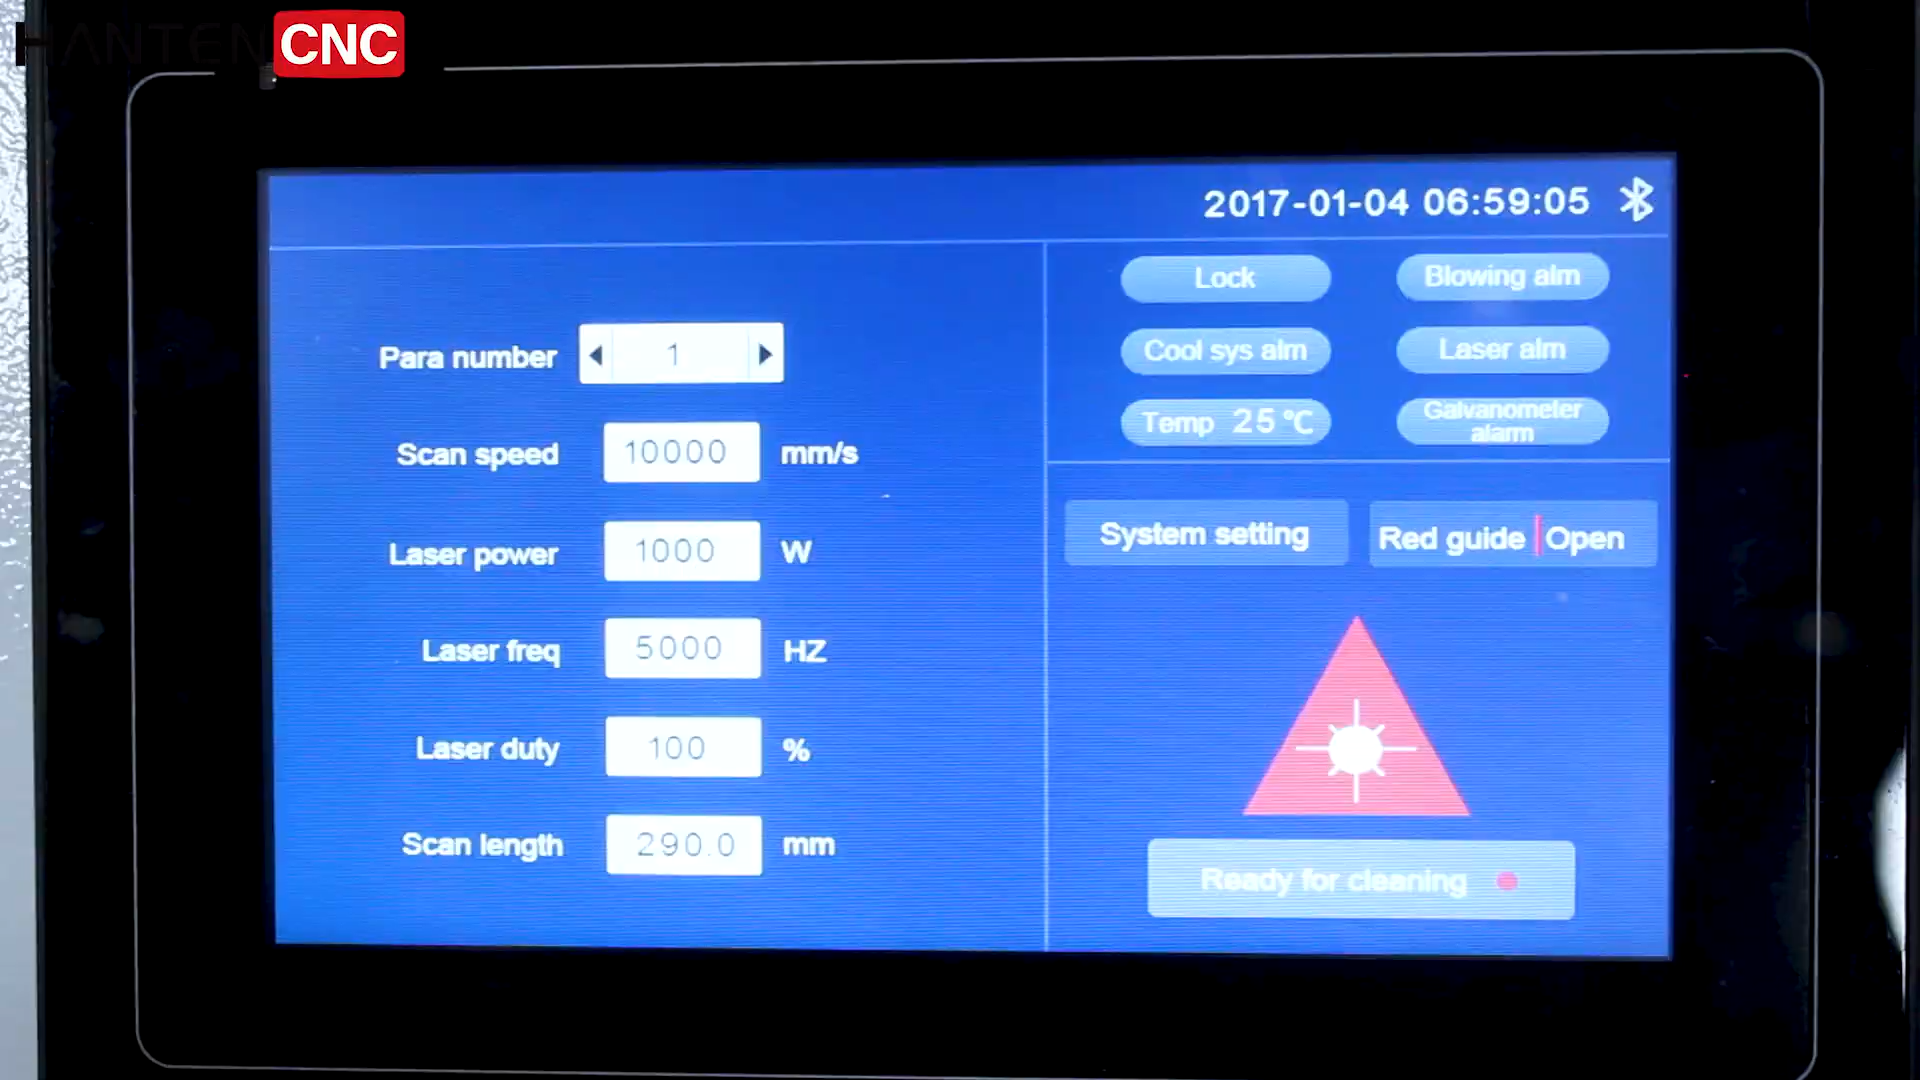 HANTENCNC
2017-01-04 06:59:05
Para number 1
Scan speed 10000 mm/s
Laser power 1000 W
Laser freq 5000 HZ
Laser duty 100 %
Scan length 290.0 mm
Lock
Blowing alm
Cool sys alm
Laser alm
Temp 25℃
Galvanometer
alarm
System setting
Red guide Open
Ready for cleaning